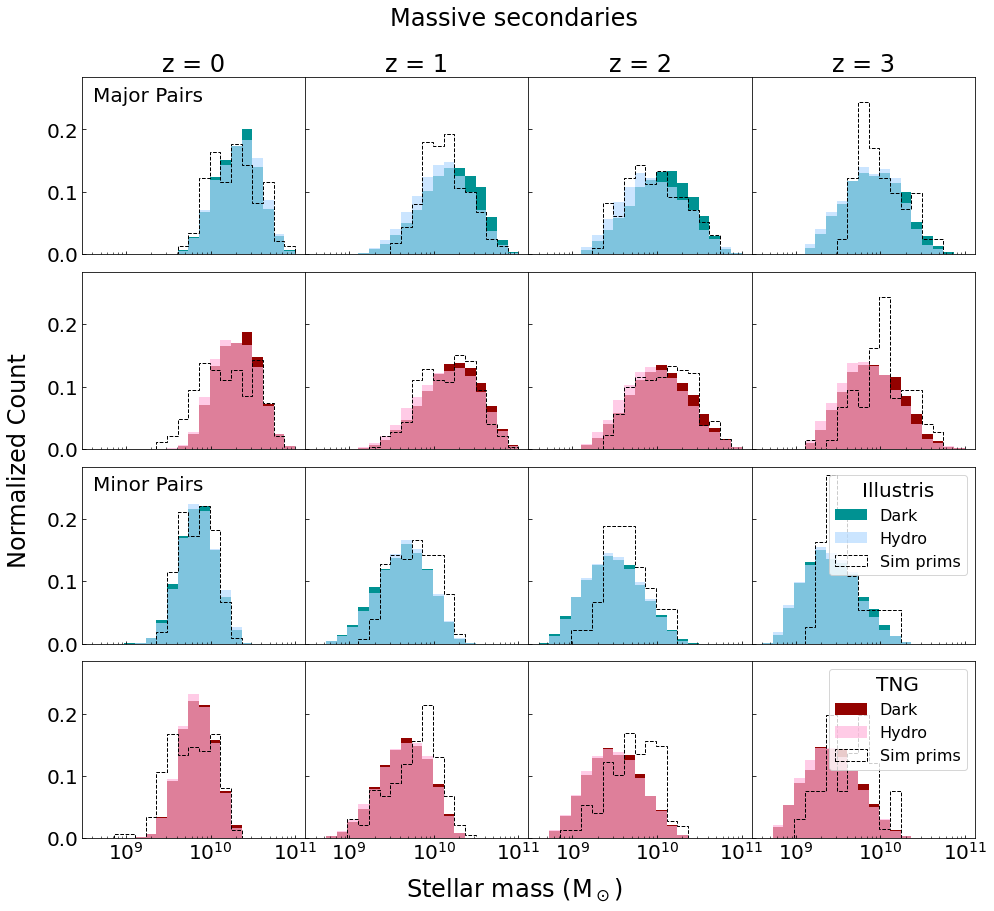 Massive secondaries
z = 0 z = 1 z = 2 z = 3
Major Pairs
0.2
0.1
0.0
0.2
0.1
0.0
Normalized Count
Minor Pairs
0.2
0.1
0.0
Illustris
Dark
Hydro
Sim prims
0.2
0.1
0.0
TNG
Dark
Hydro
Sim prims
10⁹ 10¹⁰ 10¹¹ 10⁹ 10¹⁰ 10¹¹ 10⁹ 10¹⁰ 10¹¹ 10⁹ 10¹⁰ 10¹¹
Stellar mass (M_⊙)